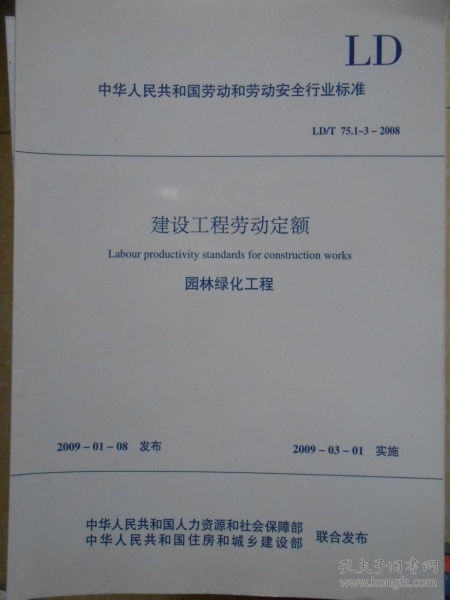 LD
中华人民共和国劳动和劳动安全行业标准
LD/T 75.1~3-2008
建设工程劳动定额
Labour productivity standards for construction works
园林绿化工程
2009-01-08 发布 2009-03-01 实施
中华人民共和国人力资源和社会保障部
中华人民共和国住房和城乡建设部 联合发布
孔夫子旧书网
www.kongfz.com